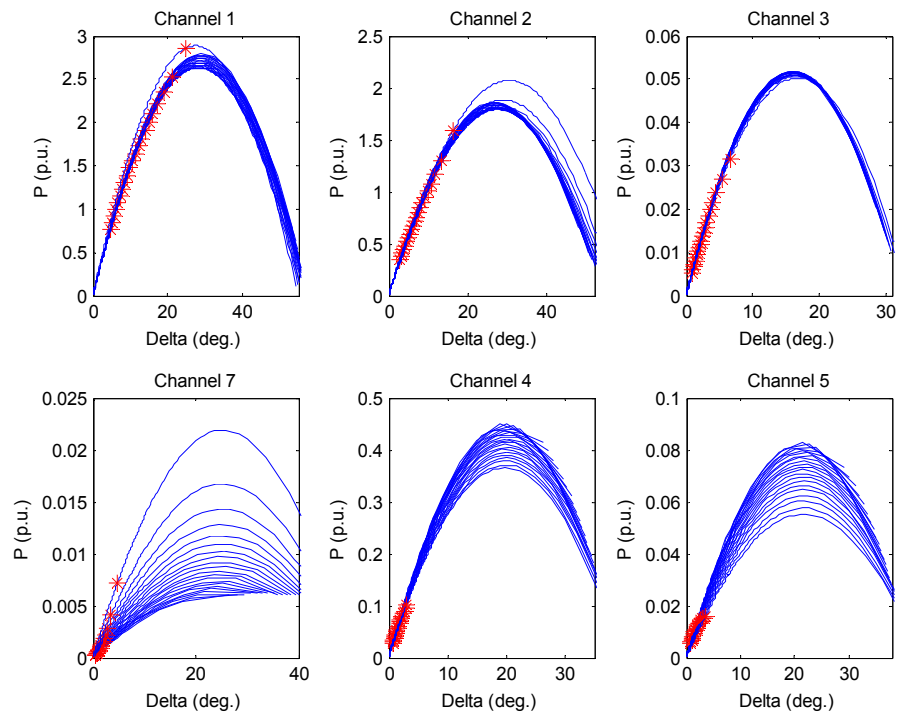 Channel 1
Channel 2
Channel 3
3
2.5
2
1.5
1
0.5
0
P (p.u.)
0 20 40
Delta (deg.)
2.5
2
1.5
1
0.5
0
P (p.u.)
0 20 40
Delta (deg.)
0.06
0.05
0.04
0.03
0.02
0.01
0
P (p.u.)
0 10 20 30
Delta (deg.)
Channel 7
Channel 4
Channel 5
0.025
0.02
0.015
0.01
0.005
0
P (p.u.)
0 20 40
Delta (deg.)
0.5
0.4
0.3
0.2
0.1
0
P (p.u.)
0 10 20 30
Delta (deg.)
0.1
0.08
0.06
0.04
0.02
0
P (p.u.)
0 10 20 30
Delta (deg.)